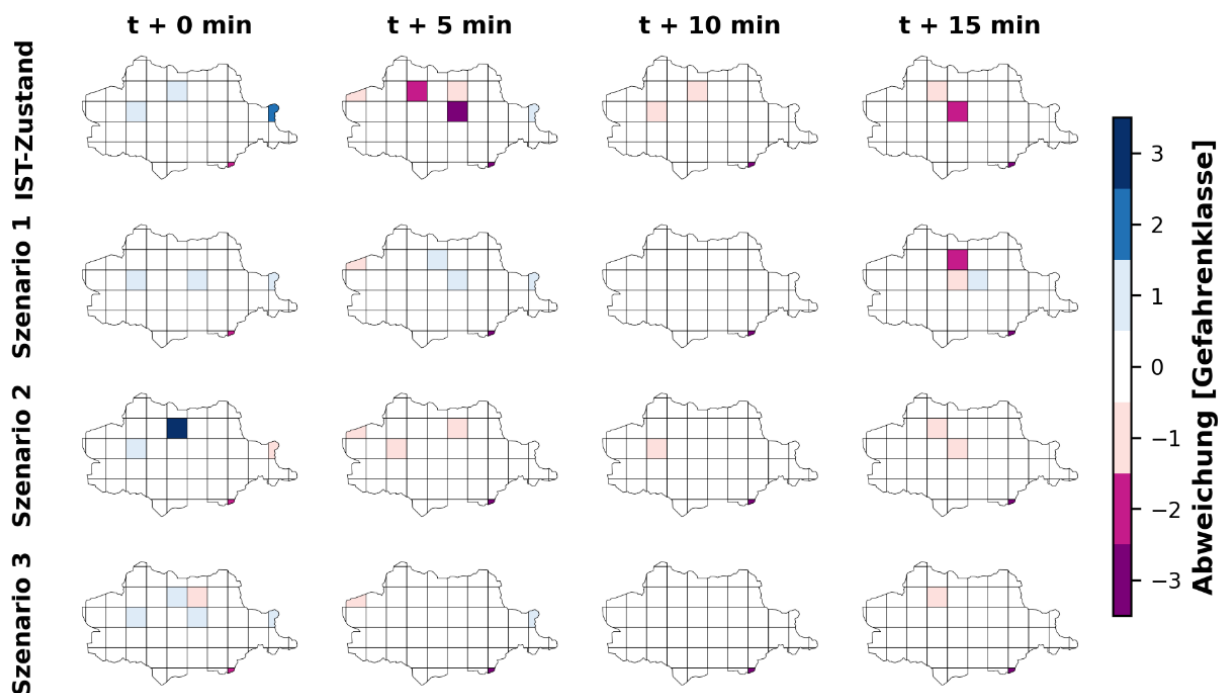 t + 0 min
t + 5 min
t + 10 min
t + 15 min
IST-Zustand
Szenario 1
Szenario 2
Szenario 3
3
2
1
0
−1
−2
−3
Abweichung [Gefahrenklasse]